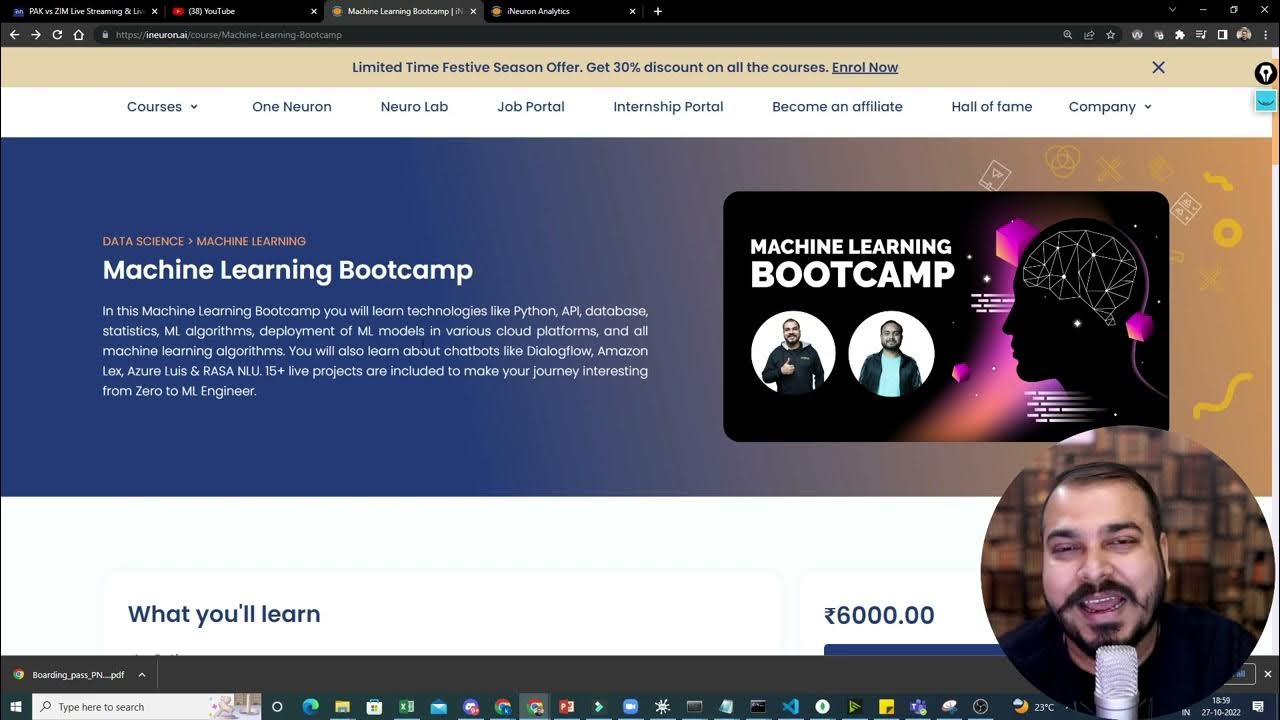 PAK vs ZIM Live Streaming & Live
(38) YouTube
Machine Learning Bootcamp | iN
iNeuron Analytics
https://ineuron.ai/course/Machine-Learning-Bootcamp
Limited Time Festive Season Offer. Get 30% discount on all the courses. Enrol Now
Courses
One Neuron
Neuro Lab
Job Portal
Internship Portal
Become an affiliate
Hall of fame
Company
DATA SCIENCE > MACHINE LEARNING
Machine Learning Bootcamp
In this Machine Learning Bootcamp you will learn technologies like Python, API, database,
statistics, ML algorithms, deployment of ML models in various cloud platforms, and all
machine learning algorithms. You will also learn about chatbots like Dialogflow, Amazon
Lex, Azure Luis & RASA NLU. 15+ live projects are included to make your journey interesting
from Zero to ML Engineer.
MACHINE LEARNING
BOOTCAMP
What you'll learn
₹6000.00
Boarding_pass_PN....pdf
Type here to search
23°C
IN
18:59
27-10-2022